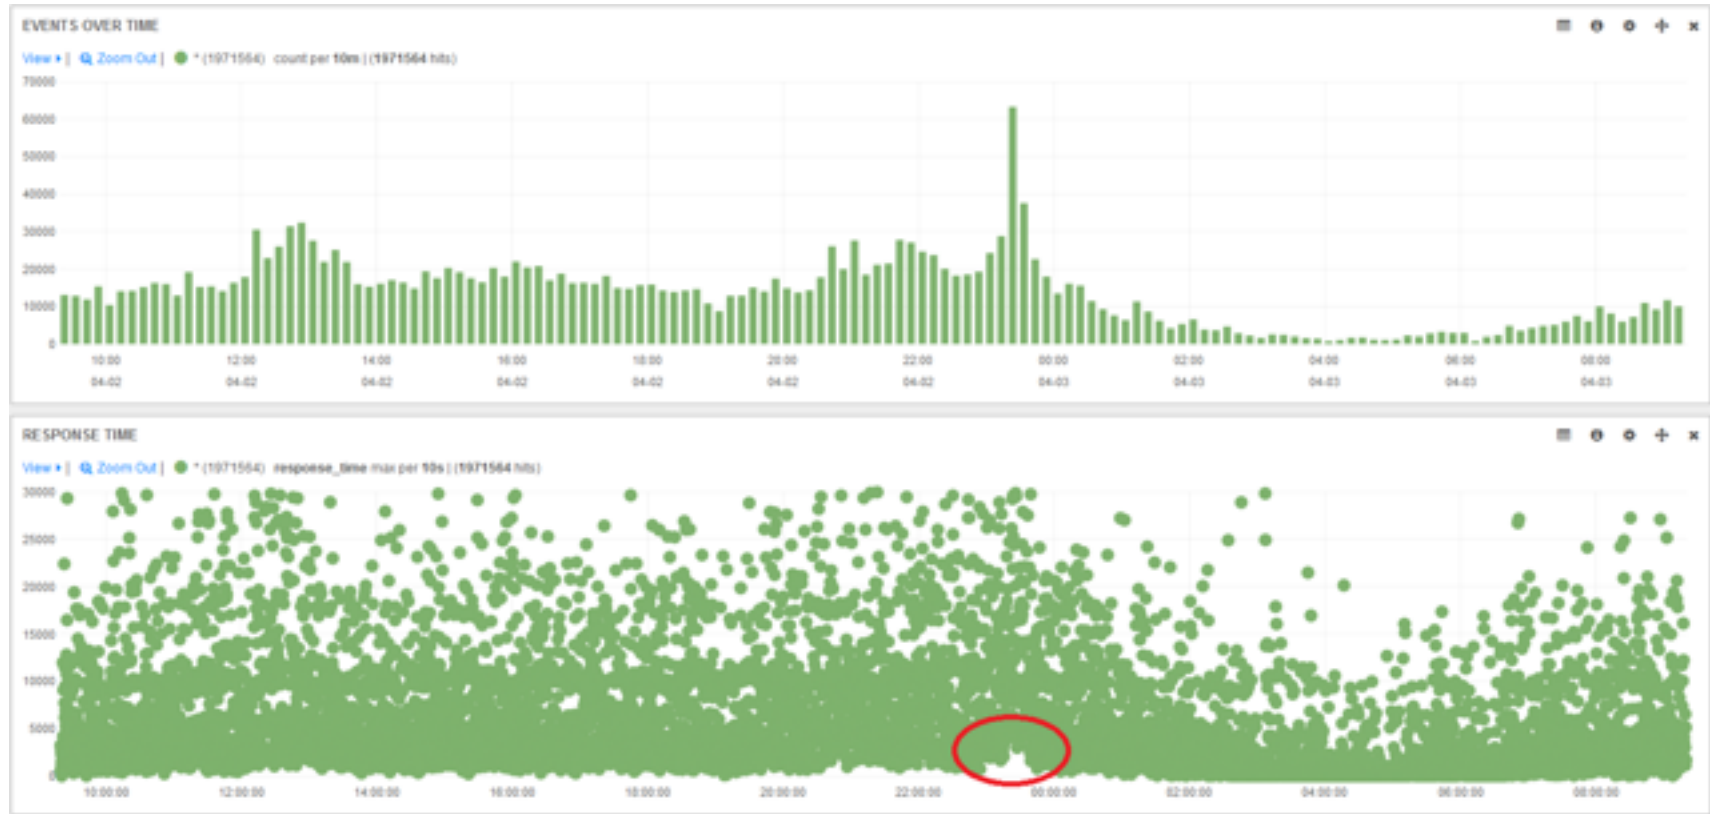 EVENTS OVER TIME
View | Zoom Out | * (1971564) count per 10m | (1971564 hits)
70000
60000
50000
40000
30000
20000
10000
0
10:00 12:00 14:00 16:00 18:00 20:00 22:00 00:00 02:00 04:00 06:00 08:00
04-02 04-02 04-02 04-02 04-02 04-02 04-02 04-03 04-03 04-03 04-03 04-03
RESPONSE TIME
View | Zoom Out | * (1971564) response_time max per 10s | (1971564 hits)
30000
25000
20000
15000
10000
5000
0
10:00:00 12:00:00 14:00:00 16:00:00 18:00:00 20:00:00 22:00:00 00:00:00 02:00:00 04:00:00 06:00:00 08:00:00